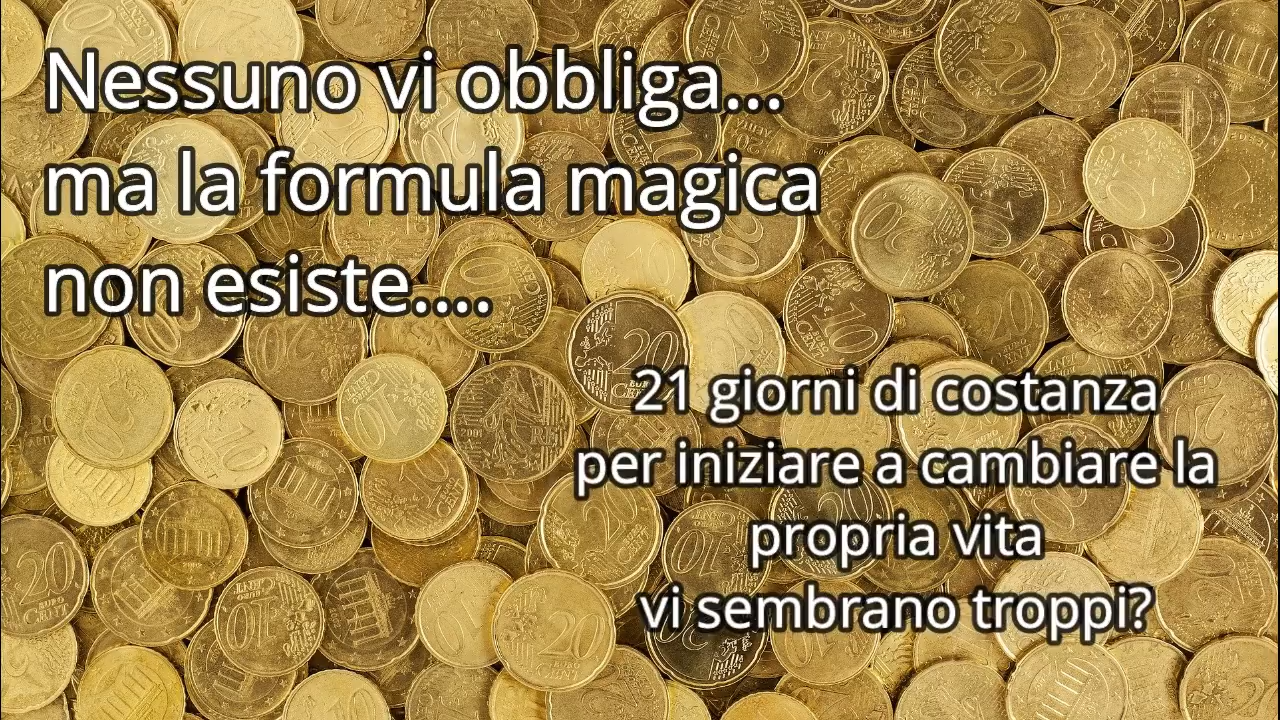 Nessuno vi obbliga...
ma la formula magica
non esiste....
21 giorni di costanza
per iniziare a cambiare la
propria vita
vi sembrano troppi?